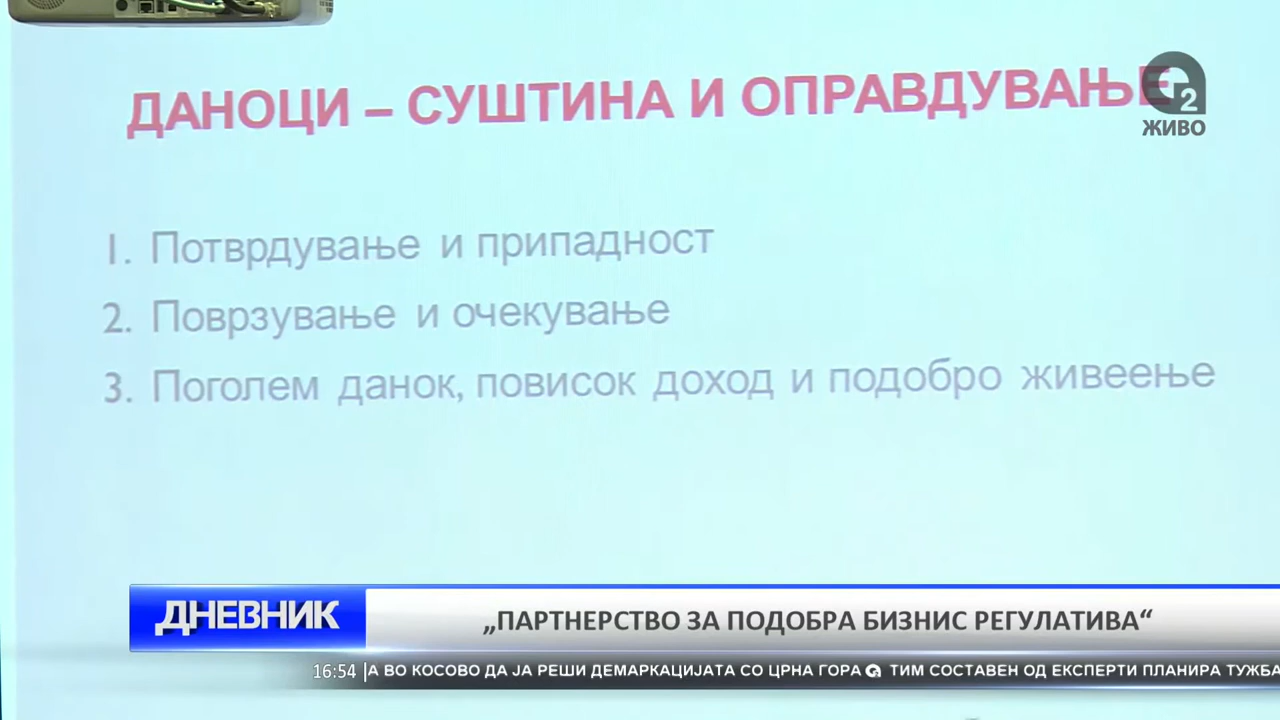 ДАНОЦИ – СУШТИНА И ОПРАВДУВАЊЕ
2
ЖИВО
1. Потврдување и припадност
2. Поврзување и очекување
3. Поголем данок, повисок доход и подобро живеење
ДНЕВНИК
„ПАРТНЕРСТВО ЗА ПОДОБРА БИЗНИС РЕГУЛАТИВА“
16:54 А ВО КОСОВО ДА ЈА РЕШИ ДЕМАРКАЦИЈАТА СО ЦРНА ГОРА ТИМ СОСТАВЕН ОД ЕКСПЕРТИ ПЛАНИРА ТУЖБА